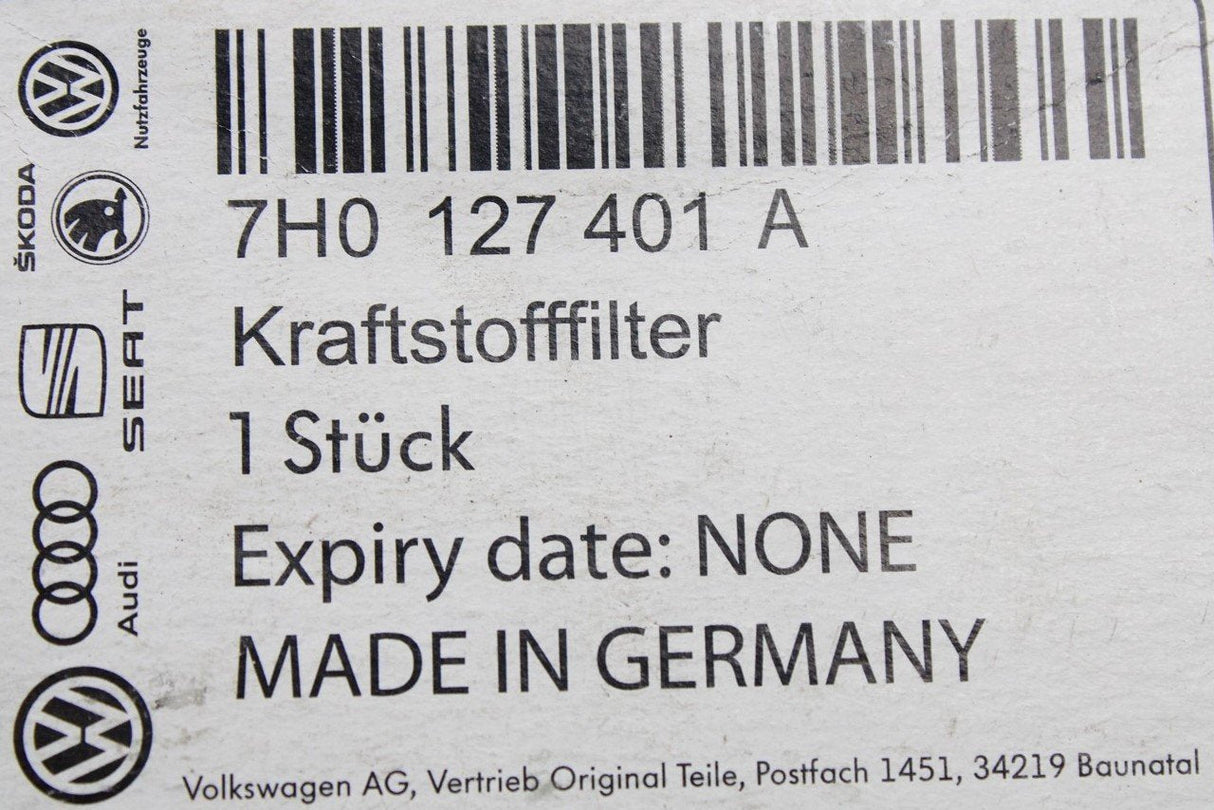 Nutzfahrzeuge
ŠKODA
SEAT
Audi
7H0 127 401 A
Kraftstofffilter
1 Stück
Expiry date: NONE
MADE IN GERMANY
Volkswagen AG, Vertrieb Original Teile, Postfach 1451, 34219 Baunatal